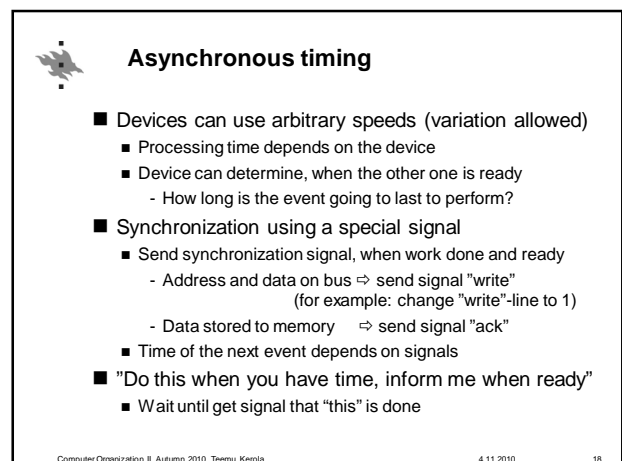 Asynchronous timing
■ Devices can use arbitrary speeds (variation allowed)
■ Processing time depends on the device
■ Device can determine, when the other one is ready
- How long is the event going to last to perform?
■ Synchronization using a special signal
■ Send synchronization signal, when work done and ready
- Address and data on bus ⇨ send signal ”write”
(for example: change ”write”-line to 1)
- Data stored to memory ⇨ send signal ”ack”
■ Time of the next event depends on signals
■ ”Do this when you have time, inform me when ready”
■ Wait until get signal that “this” is done
Computer Organization II, Autumn 2010, Teemu Kerola 4.11.2010 18